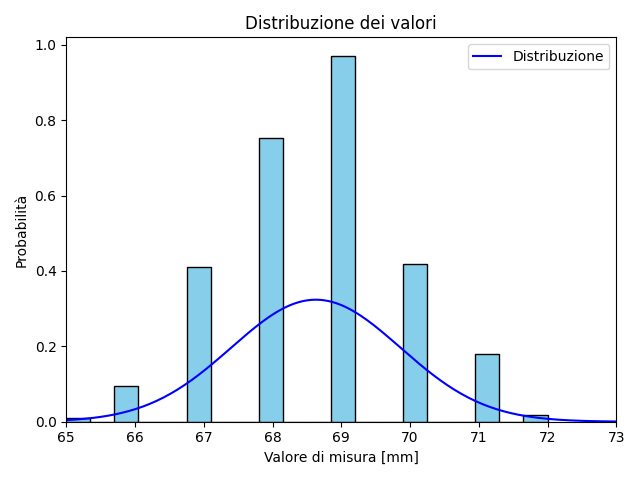 Distribuzione dei valori
Distribuzione
1.0
0.8
0.6
0.4
0.2
0.0
Probabilità
65 66 67 68 69 70 71 72 73
Valore di misura [mm]